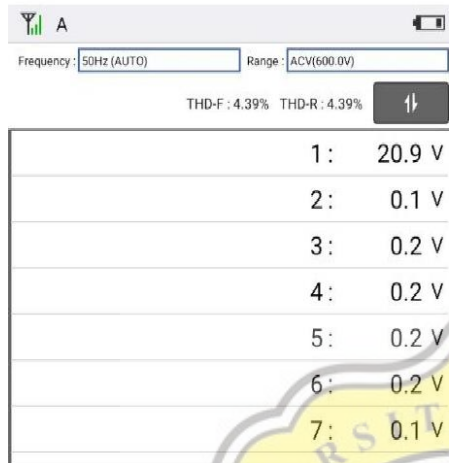 A
Frequency : 50Hz (AUTO) Range : ACV(600.0V)
THD-F : 4.39% THD-R : 4.39%
1 : 20.9 V
2 : 0.1 V
3 : 0.2 V
4 : 0.2 V
5 : 0.2 V
6 : 0.2 V
7 : 0.1 V